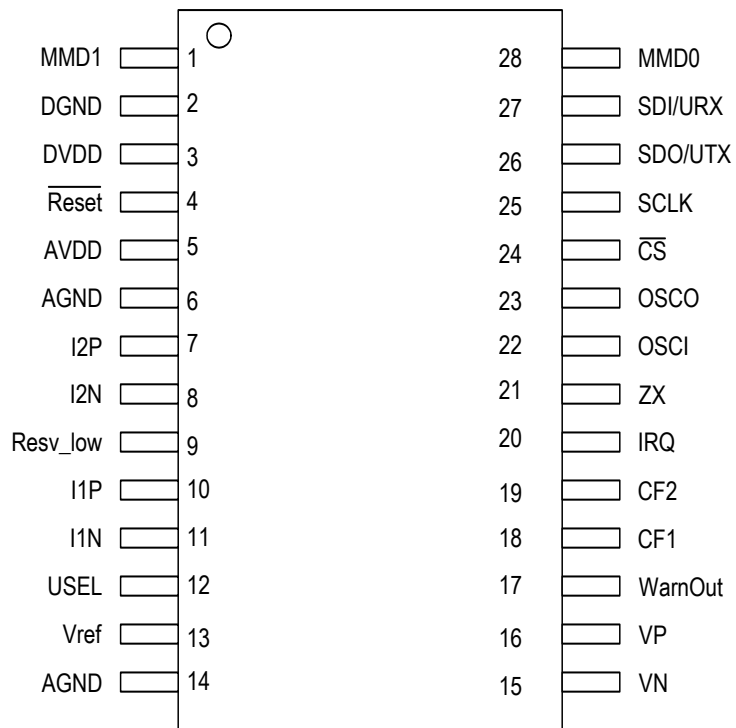 MMD1 1 28 MMD0
DGND 2 27 SDI/URX
DVDD 3 26 SDO/UTX
Reset 4 25 SCLK
AVDD 5 24 CS
AGND 6 23 OSCO
I2P 7 22 OSCI
I2N 8 21 ZX
Resv_low 9 20 IRQ
I1P 10 19 CF2
I1N 11 18 CF1
USEL 12 17 WarnOut
Vref 13 16 VP
AGND 14 15 VN